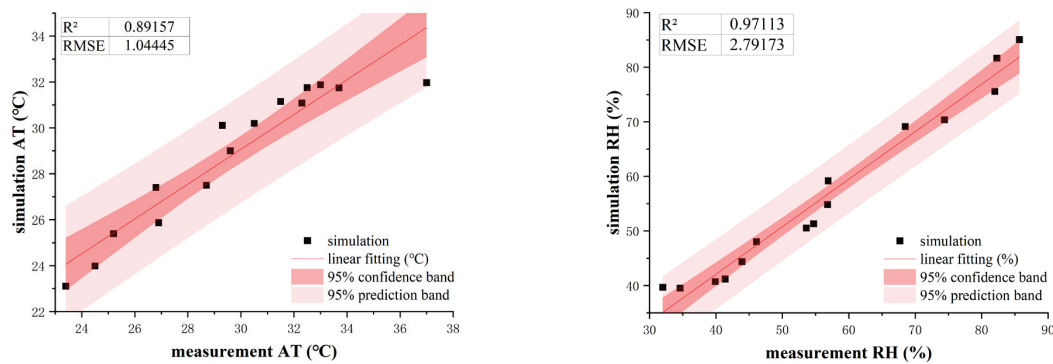 R² 0.89157
RMSE 1.04445
34
32
30
28
26
24
22
simulation AT (℃)
simulation
linear fitting (℃)
95% confidence band
95% prediction band
24 26 28 30 32 34 36 38
measurement AT (℃)
R² 0.97113
RMSE 2.79173
90
80
70
60
50
40
simulation RH (%)
simulation
linear fitting (%)
95% confidence band
95% prediction band
30 40 50 60 70 80 90
measurement RH (%)